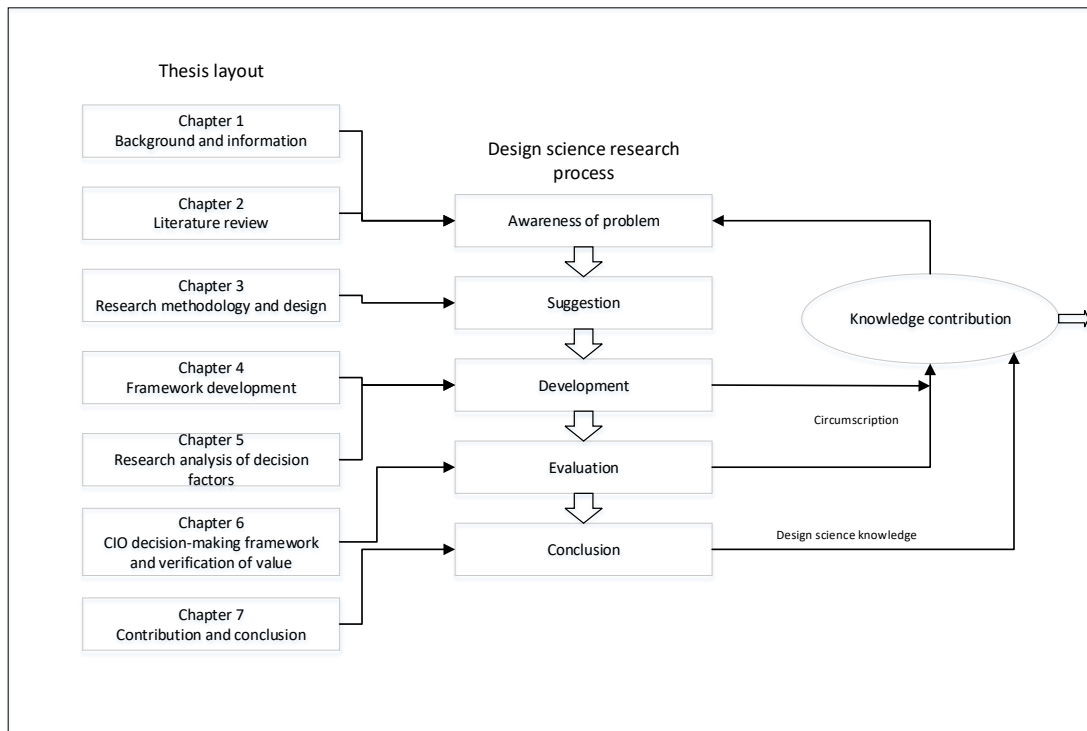 Thesis layout
Chapter 1
Background and information
Chapter 2
Literature review
Chapter 3
Research methodology and design
Chapter 4
Framework development
Chapter 5
Research analysis of decision
factors
Chapter 6
CIO decision-making framework
and verification of value
Chapter 7
Contribution and conclusion
Design science research
process
Awareness of problem
Suggestion
Development
Evaluation
Conclusion
Knowledge contribution
Circumscription
Design science knowledge